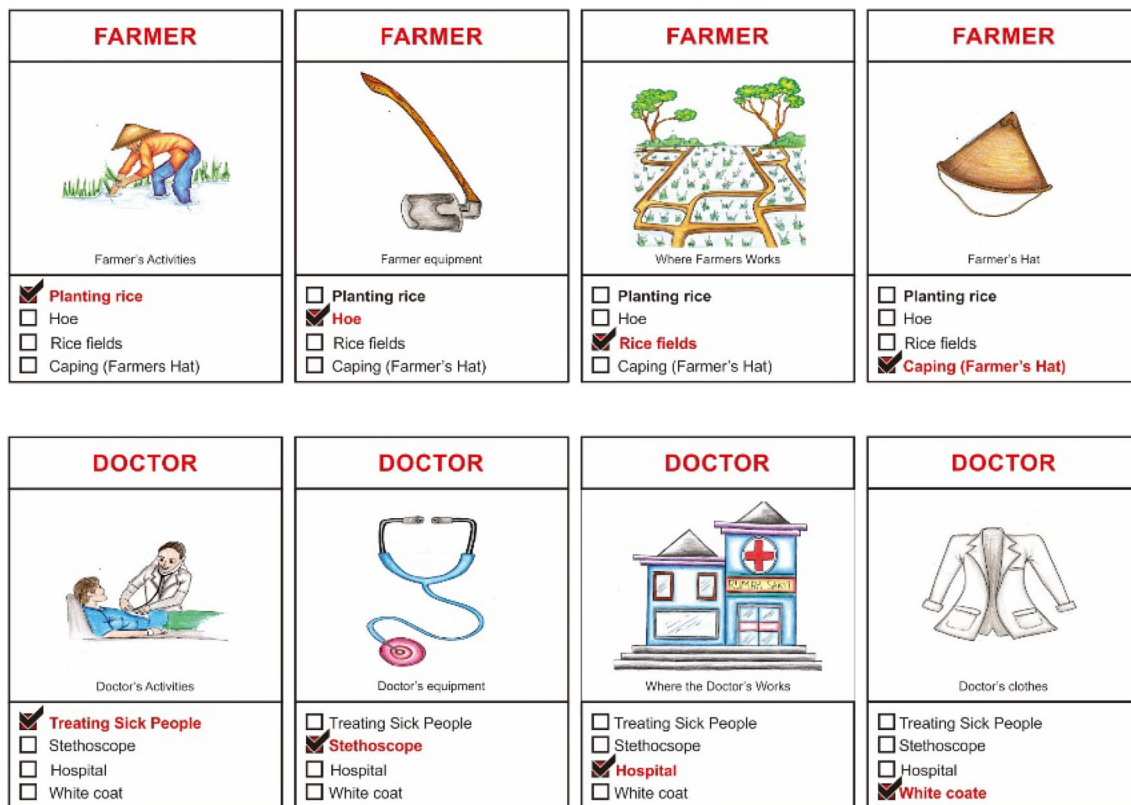 FARMER
Farmer's Activities
Planting rice
Hoe
Rice fields
Caping (Farmers Hat)
FARMER
Farmer equipment
Planting rice
Hoe
Rice fields
Caping (Farmer's Hat)
FARMER
Where Farmers Works
Planting rice
Hoe
Rice fields
Caping (Farmer's Hat)
FARMER
Farmer's Hat
Planting rice
Hoe
Rice fields
Caping (Farmer's Hat)
DOCTOR
Doctor's Activities
Treating Sick People
Stethoscope
Hospital
White coat
DOCTOR
Doctor's equipment
Treating Sick People
Stethoscope
Hospital
White coat
DOCTOR
RUMAH SAKIT
Where the Doctor's Works
Treating Sick People
Stethocsope
Hospital
White coat
DOCTOR
Doctor's clothes
Treating Sick People
Stethoscope
Hospital
White coate